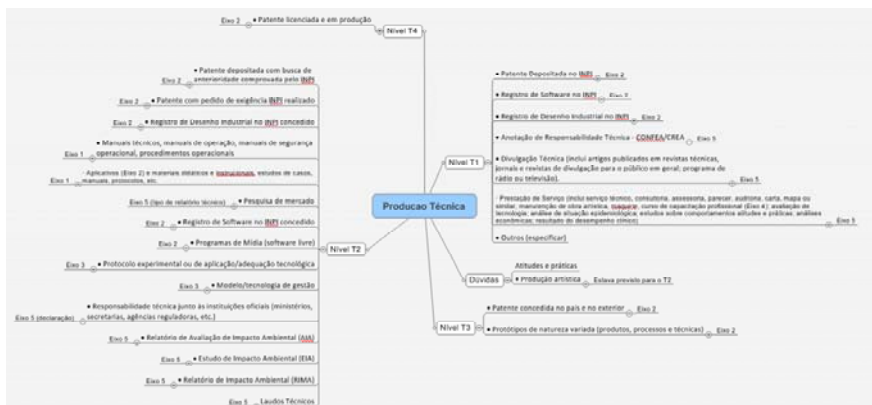 Eixo 2
• Patente licenciada e em produção
Nivel T4
• Patente depositada com busca de
Eixo 2
anterioridade comprovada pelo INPI
Eixo 2
• Patente com pedido de exigência INPI realizado
Eixo 2
• Registro de Desenho Industrial no INPI concedido
• Manuais técnicos, manuais de operação, manuais de segurança
Eixo 1
operacional, procedimentos operacionais
- Aplicativos (Eixo 2) e materiais didáticos e instrucionais, estudos de casos,
Eixo 1
manuais, protocolos, etc.
Eixo 5 (tipo de relatório técnico)
• Pesquisa de mercado
Eixo 2
• Registro de Software no INPI concedido
Nivel T2
Eixo 2
• Programas de Mídia (software livre)
Eixo 3
• Protocolo experimental ou de aplicação/adequação tecnológica
Eixo 5
• Modelo/tecnologia de gestão
• Responsabilidade técnica junto às instituições oficiais (ministérios,
Eixo 5 (declaração)
secretarias, agências reguladoras, etc.)
Eixo 5
• Relatório de Avaliação de Impacto Ambiental (AIA)
Eixo 5
• Estudo de Impacto Ambiental (EIA)
Eixo 5
• Relatório de Impacto Ambiental (RIMA)
Eixo 5
Laudos Técnicos
Producao Técnica
Nivel T1
• Patente Depositada no INPI
Eixo 2
• Registro de Software no INPI
Eixo 2
• Registro de Desenho Industrial no INPI
Eixo 2
• Anotação de Responsabilidade Técnica - CONFEA/CREA
Eixo 5
• Divulgação Técnica (inclui artigos publicados em revistas técnicas,
jornais e revistas de divulgação para o público em geral; programa de
rádio ou televisão).
Eixo 5
- Prestação de Serviço (inclui serviço técnico, consultoria, assessoria, parecer, auditoria, carta, mapa ou
similar, manutenção de obra artística, maquete, curso de capacitação profissional (Eixo 4); avaliação de
tecnologia; análise de situação epidemiológica; estudos sobre comportamentos atitudes e práticas; análises
econômicas; resultado do desempenho clínico)
Eixo 5
• Outros (especificar)
Dúvidas
Atitudes e práticas
• Produção artística
Estava previsto para o T2
Nivel T3
• Patente concedida no país e no exterior
Eixo 2
• Protótipos de natureza variada (produtos, processos e técnicas)
Eixo 2